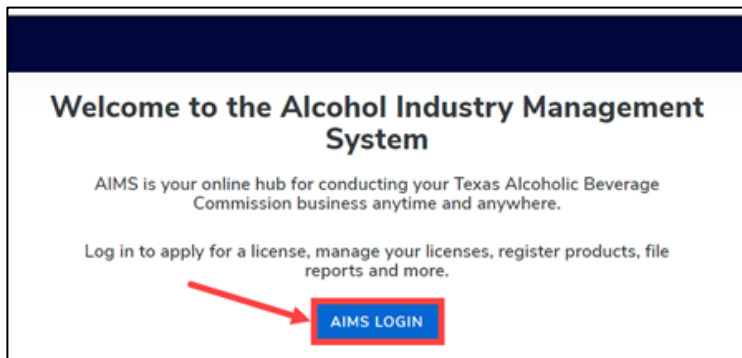 Welcome to the Alcohol Industry Management
System
AIMS is your online hub for conducting your Texas Alcoholic Beverage
Commission business anytime and anywhere.
Log in to apply for a license, manage your licenses, register products, file
reports and more.
AIMS LOGIN